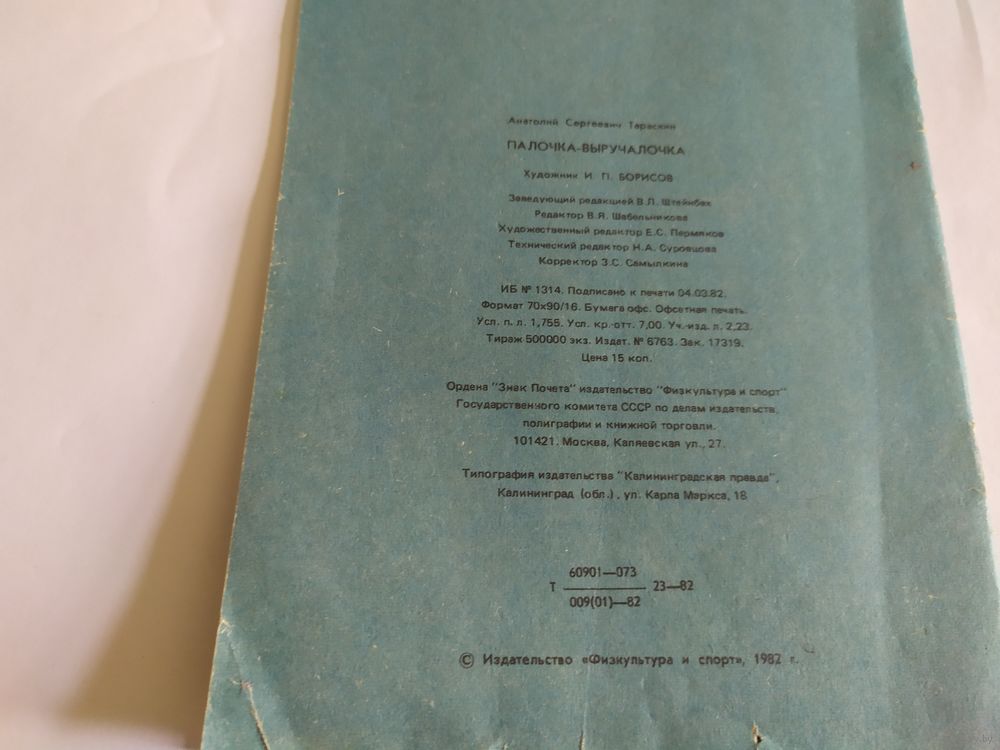 Анатолий Сергеевич Тараскин
ПАЛОЧКА-ВЫРУЧАЛОЧКА
Художник И. П. БОРИСОВ
Заведующий редакцией В.Л. Штейнбах
Редактор В.Я. Шабельникова
Художественный редактор Е.С. Пермяков
Технический редактор Н.А. Суровцова
Корректор З.С. Самылкина
ИБ № 1314. Подписано к печати 04.03.82.
Формат 70х90/16. Бумага офс. Офсетная печать.
Усл. п. л. 1,755. Усл. кр.-отт. 7,00. Уч.-изд. л. 2,23.
Тираж 500000 экз. Издат. № 6763. Зак. 17319.
Цена 15 коп.
Ордена "Знак Почета" издательство "Физкультура и спорт"
Государственного комитета СССР по делам издательств,
полиграфии и книжной торговли.
101421. Москва, Каляевская ул., 27.
Типография издательства "Калининградская правда",
Калининград (обл.), ул. Карла Маркса, 18
60901—073
Т 23—82
009(01)—82
© Издательство «Физкультура и спорт», 1982 г.